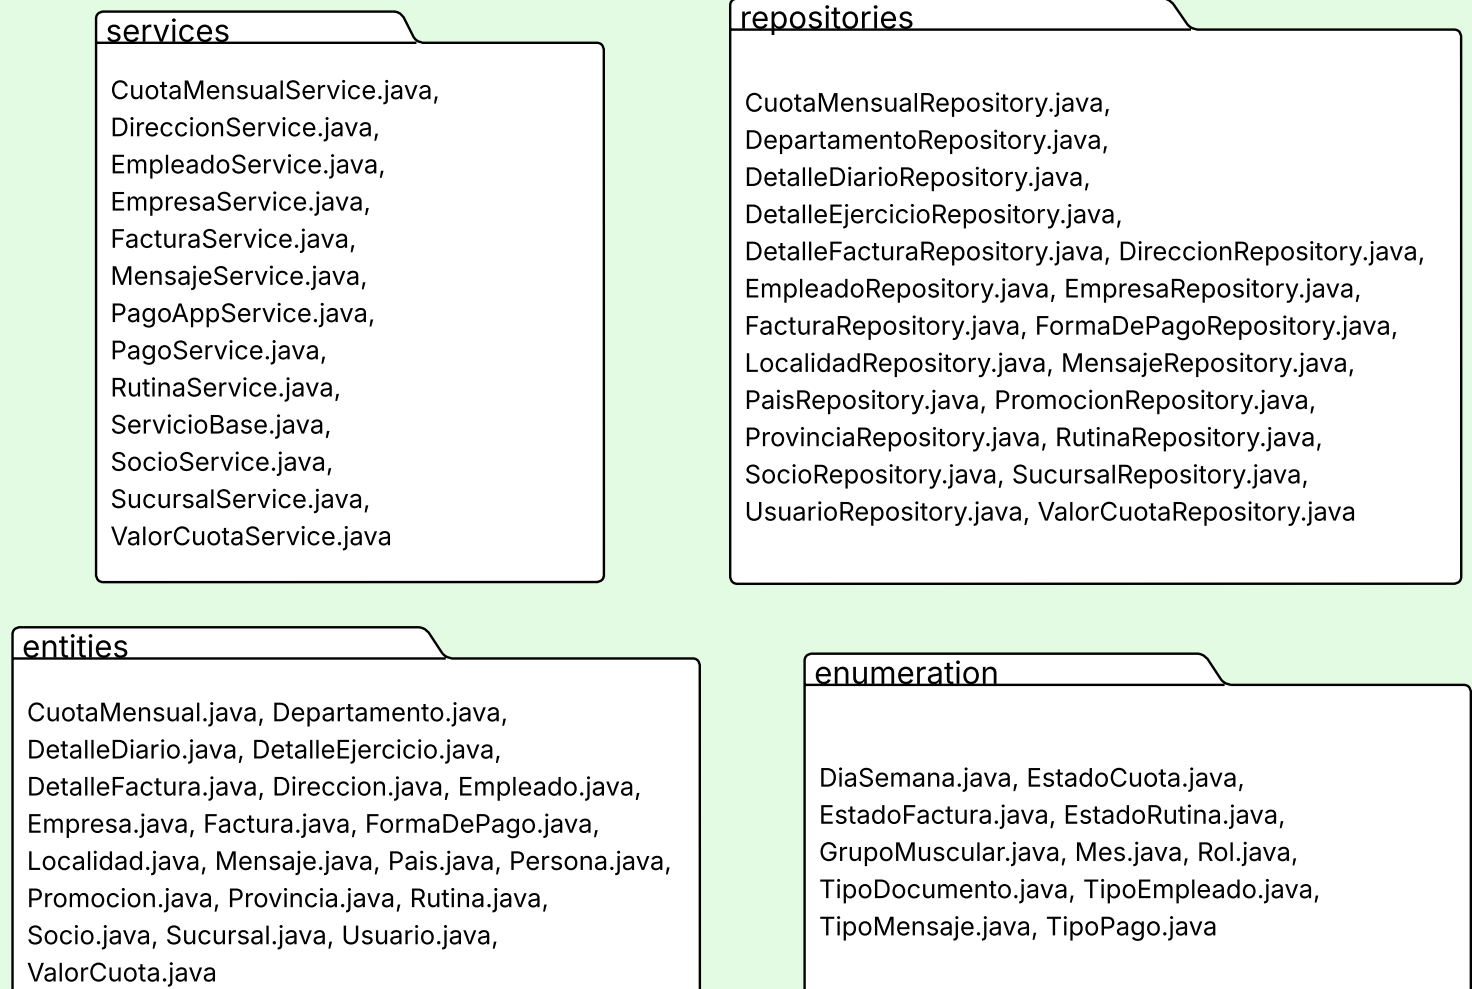 services
CuotaMensualService.java,
DireccionService.java,
EmpleadoService.java,
EmpresaService.java,
FacturaService.java,
MensajeService.java,
PagoAppService.java,
PagoService.java,
RutinaService.java,
ServicioBase.java,
SocioService.java,
SucursalService.java,
ValorCuotaService.java
repositories
CuotaMensualRepository.java,
DepartamentoRepository.java,
DetalleDiarioRepository.java,
DetalleEjercicioRepository.java,
DetalleFacturaRepository.java, DireccionRepository.java,
EmpleadoRepository.java, EmpresaRepository.java,
FacturaRepository.java, FormaDePagoRepository.java,
LocalidadRepository.java, MensajeRepository.java,
PaisRepository.java, PromocionRepository.java,
ProvinciaRepository.java, RutinaRepository.java,
SocioRepository.java, SucursalRepository.java,
UsuarioRepository.java, ValorCuotaRepository.java
entities
CuotaMensual.java, Departamento.java,
DetalleDiario.java, DetalleEjercicio.java,
DetalleFactura.java, Direccion.java, Empleado.java,
Empresa.java, Factura.java, FormaDePago.java,
Localidad.java, Mensaje.java, Pais.java, Persona.java,
Promocion.java, Provincia.java, Rutina.java,
Socio.java, Sucursal.java, Usuario.java,
ValorCuota.java
enumeration
DiaSemana.java, EstadoCuota.java,
EstadoFactura.java, EstadoRutina.java,
GrupoMuscular.java, Mes.java, Rol.java,
TipoDocumento.java, TipoEmpleado.java,
TipoMensaje.java, TipoPago.java